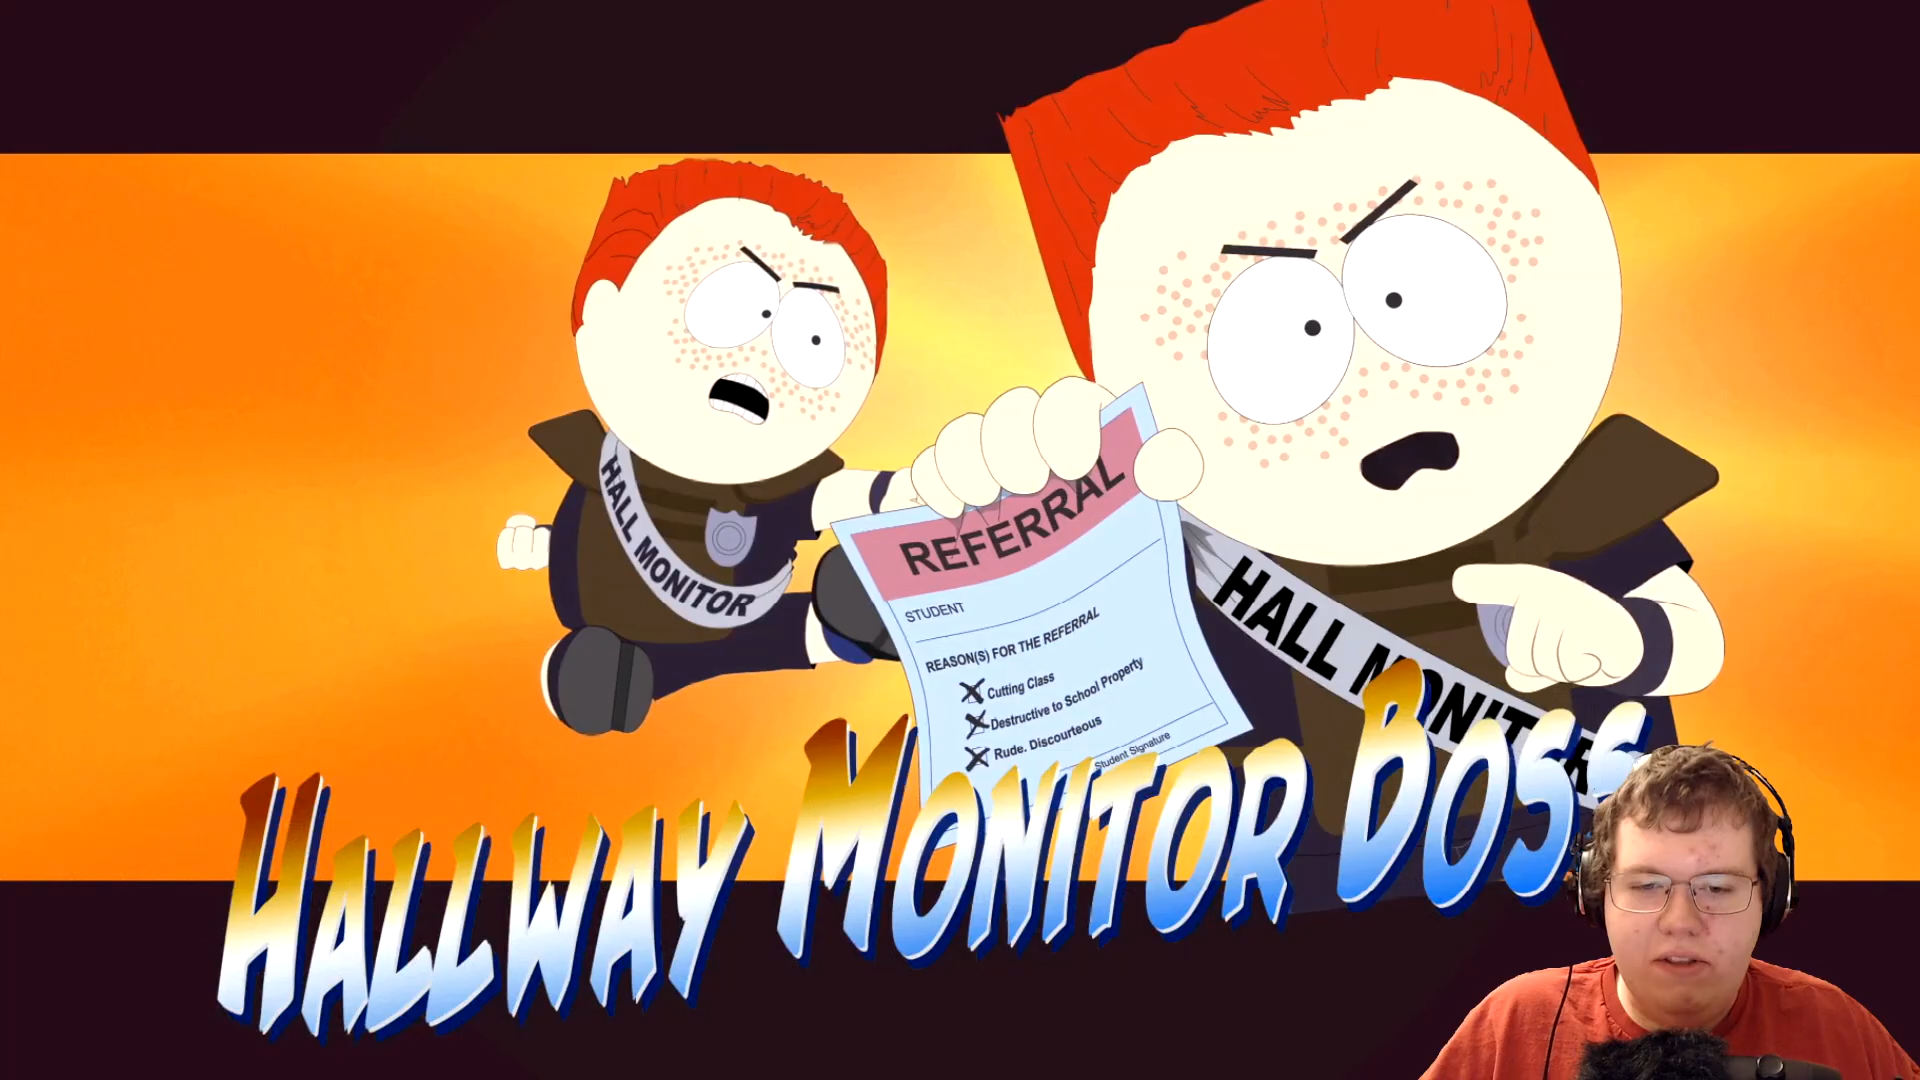 HALL MONITOR
REFERRAL
STUDENT
REASON(S) FOR THE REFERRAL
Cutting Class
Destructive to School Property
Rude. Discourteous
Student Signature
HALL MONITOR
HALLWAY MONITOR BOSS